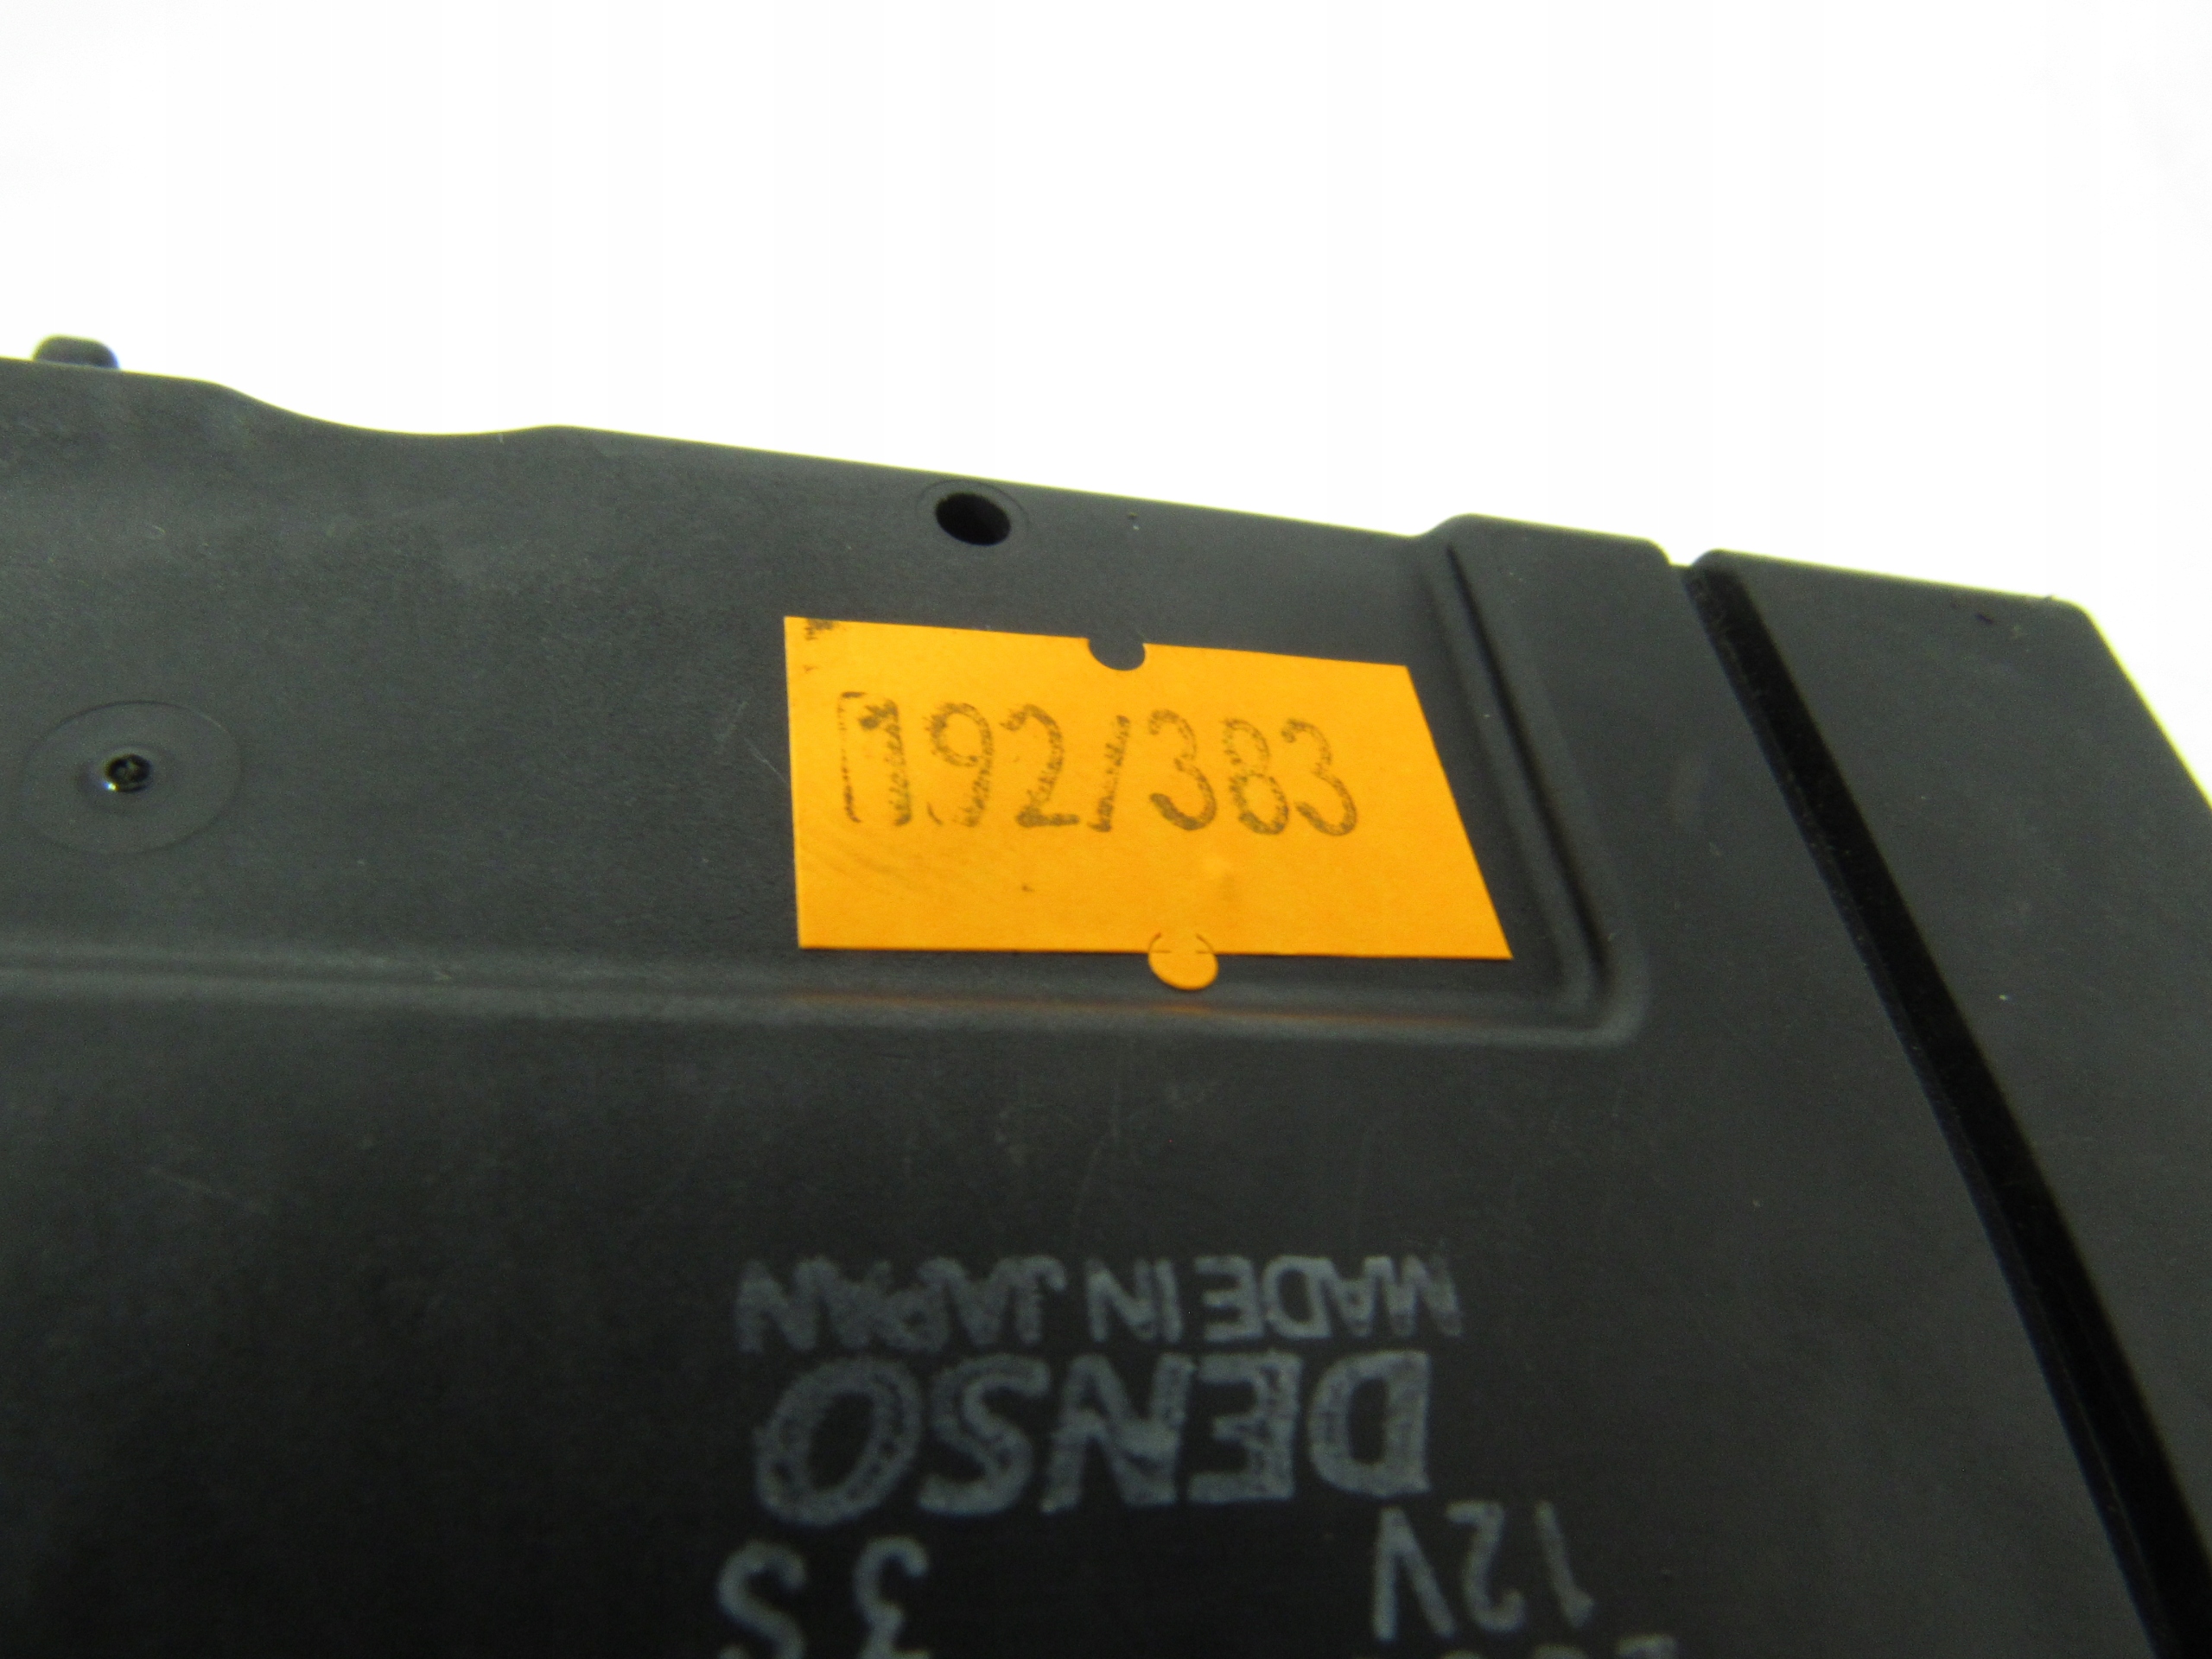 192/383
MADE IN JAPAN
DENSO
12V